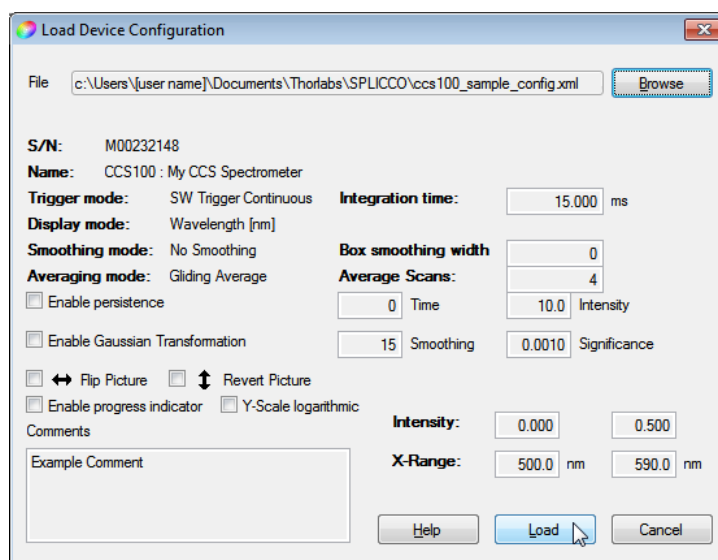 Load Device Configuration
File c:\Users\[user name]\Documents\Thorlabs\SPLICCO\ccs100_sample_config.xml Browse
S/N: M00232148
Name: CCS100 : My CCS Spectrometer
Trigger mode: SW Trigger Continuous Integration time: 15.000 ms
Display mode: Wavelength [nm]
Smoothing mode: No Smoothing Box smoothing width 0
Averaging mode: Gliding Average Average Scans: 4
Enable persistence 0 Time 10.0 Intensity
Enable Gaussian Transformation 15 Smoothing 0.0010 Significance
Flip Picture Revert Picture
Enable progress indicator Y-Scale logarithmic
Comments Intensity: 0.000 0.500
Example Comment X-Range: 500.0 nm 590.0 nm
Help Load Cancel